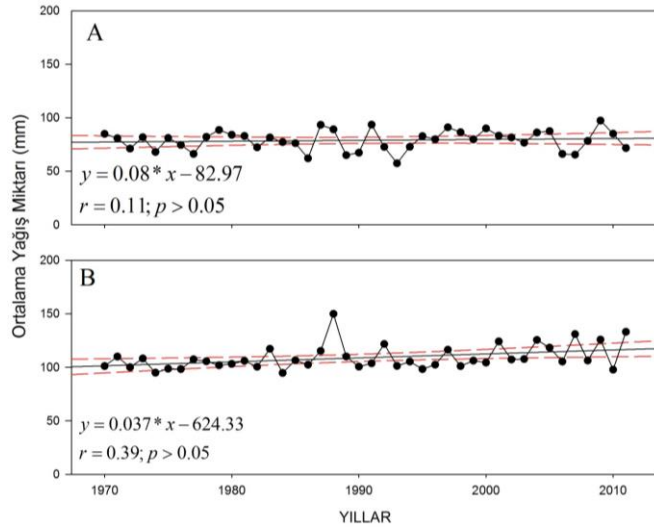 200
A
150
100
50
y = 0.08* x − 82.97
r = 0.11; p > 0.05
0
Ortalama Yağış Miktarı (mm)
200
B
150
100
50
y = 0.037* x − 624.33
r = 0.39; p > 0.05
0
1970 1980 1990 2000 2010
YILLAR